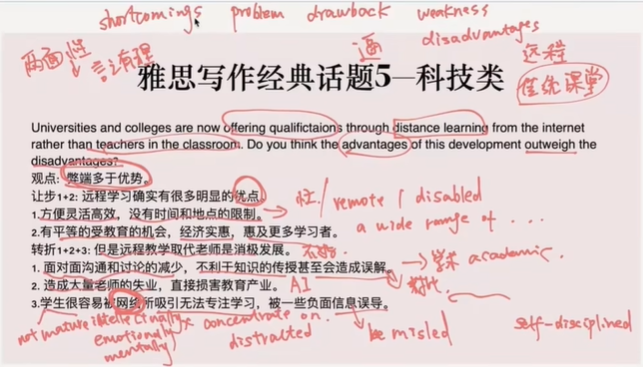 shortcomings problem drawback weakness
disadvantages
两面性 言之有理 远程
传统课堂
雅思写作经典话题5—科技类
Universities and colleges are now offering qualifictaions through distance learning from the internet
rather than teachers in the classroom. Do you think the advantages of this development outweigh the
disadvantages?
观点: 弊端多于优势。
让步1+2: 远程学习确实有很多明显的优点。
1.方便灵活高效，没有时间和地点的限制。
remote / disabled
2.有平等的受教育的机会，经济实惠，惠及更多学习者。
a wide range of . . .
转折1+2+3: 但是远程教学取代老师是消极发展。
1. 面对面沟通和讨论的减少，不利于知识的传授甚至会造成误解。
学术 academic.
2. 造成大量老师的失业，直接损害教育产业。
AI
3.学生很容易被网络所吸引无法专注学习，被一些负面信息误导。
not mature intellectually
emotionally
mentally
concentrate on
distracted
be misled
self-disciplined